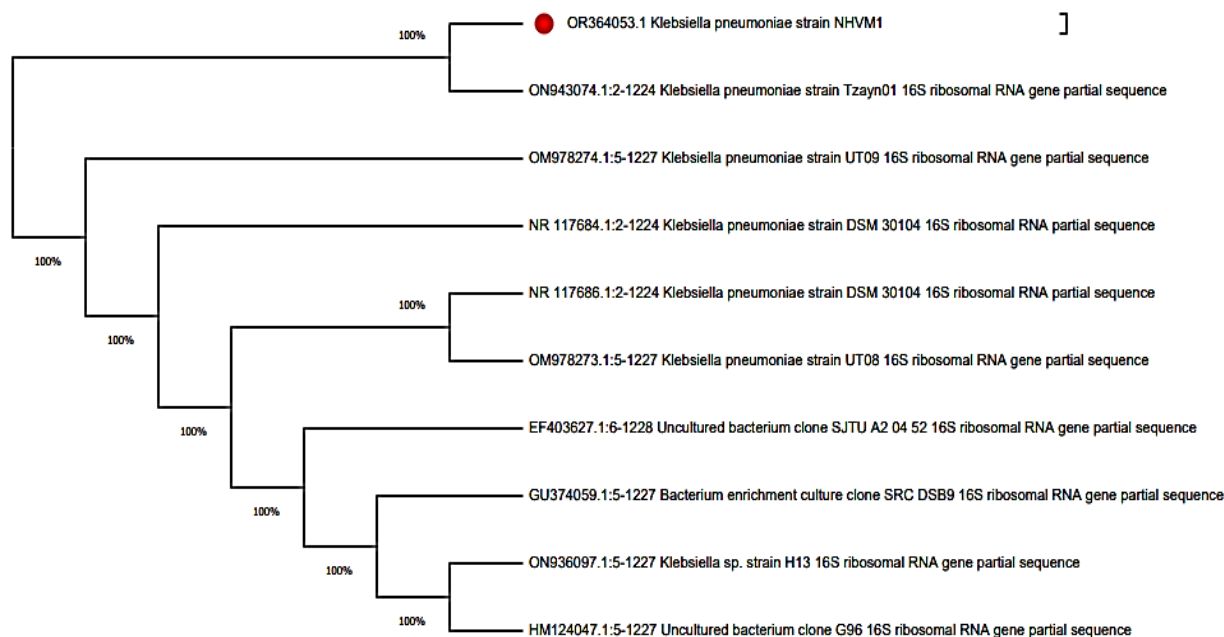 OR364053.1 Klebsiella pneumoniae strain NHVM1
100%
ON943074.1:2-1224 Klebsiella pneumoniae strain Tzayn01 16S ribosomal RNA gene partial sequence
OM978274.1:5-1227 Klebsiella pneumoniae strain UT09 16S ribosomal RNA gene partial sequence
NR 117684.1:2-1224 Klebsiella pneumoniae strain DSM 30104 16S ribosomal RNA partial sequence
100%
NR 117686.1:2-1224 Klebsiella pneumoniae strain DSM 30104 16S ribosomal RNA partial sequence
100%
100%
OM978273.1:5-1227 Klebsiella pneumoniae strain UT08 16S ribosomal RNA gene partial sequence
EF403627.1:6-1228 Uncultured bacterium clone SJTU A2 04 52 16S ribosomal RNA gene partial sequence
100%
GU374059.1:5-1227 Bacterium enrichment culture clone SRC DSB9 16S ribosomal RNA gene partial sequence
100%
ON936097.1:5-1227 Klebsiella sp. strain H13 16S ribosomal RNA gene partial sequence
100%
HM124047.1:5-1227 Uncultured bacterium clone G96 16S ribosomal RNA gene partial sequence
100%